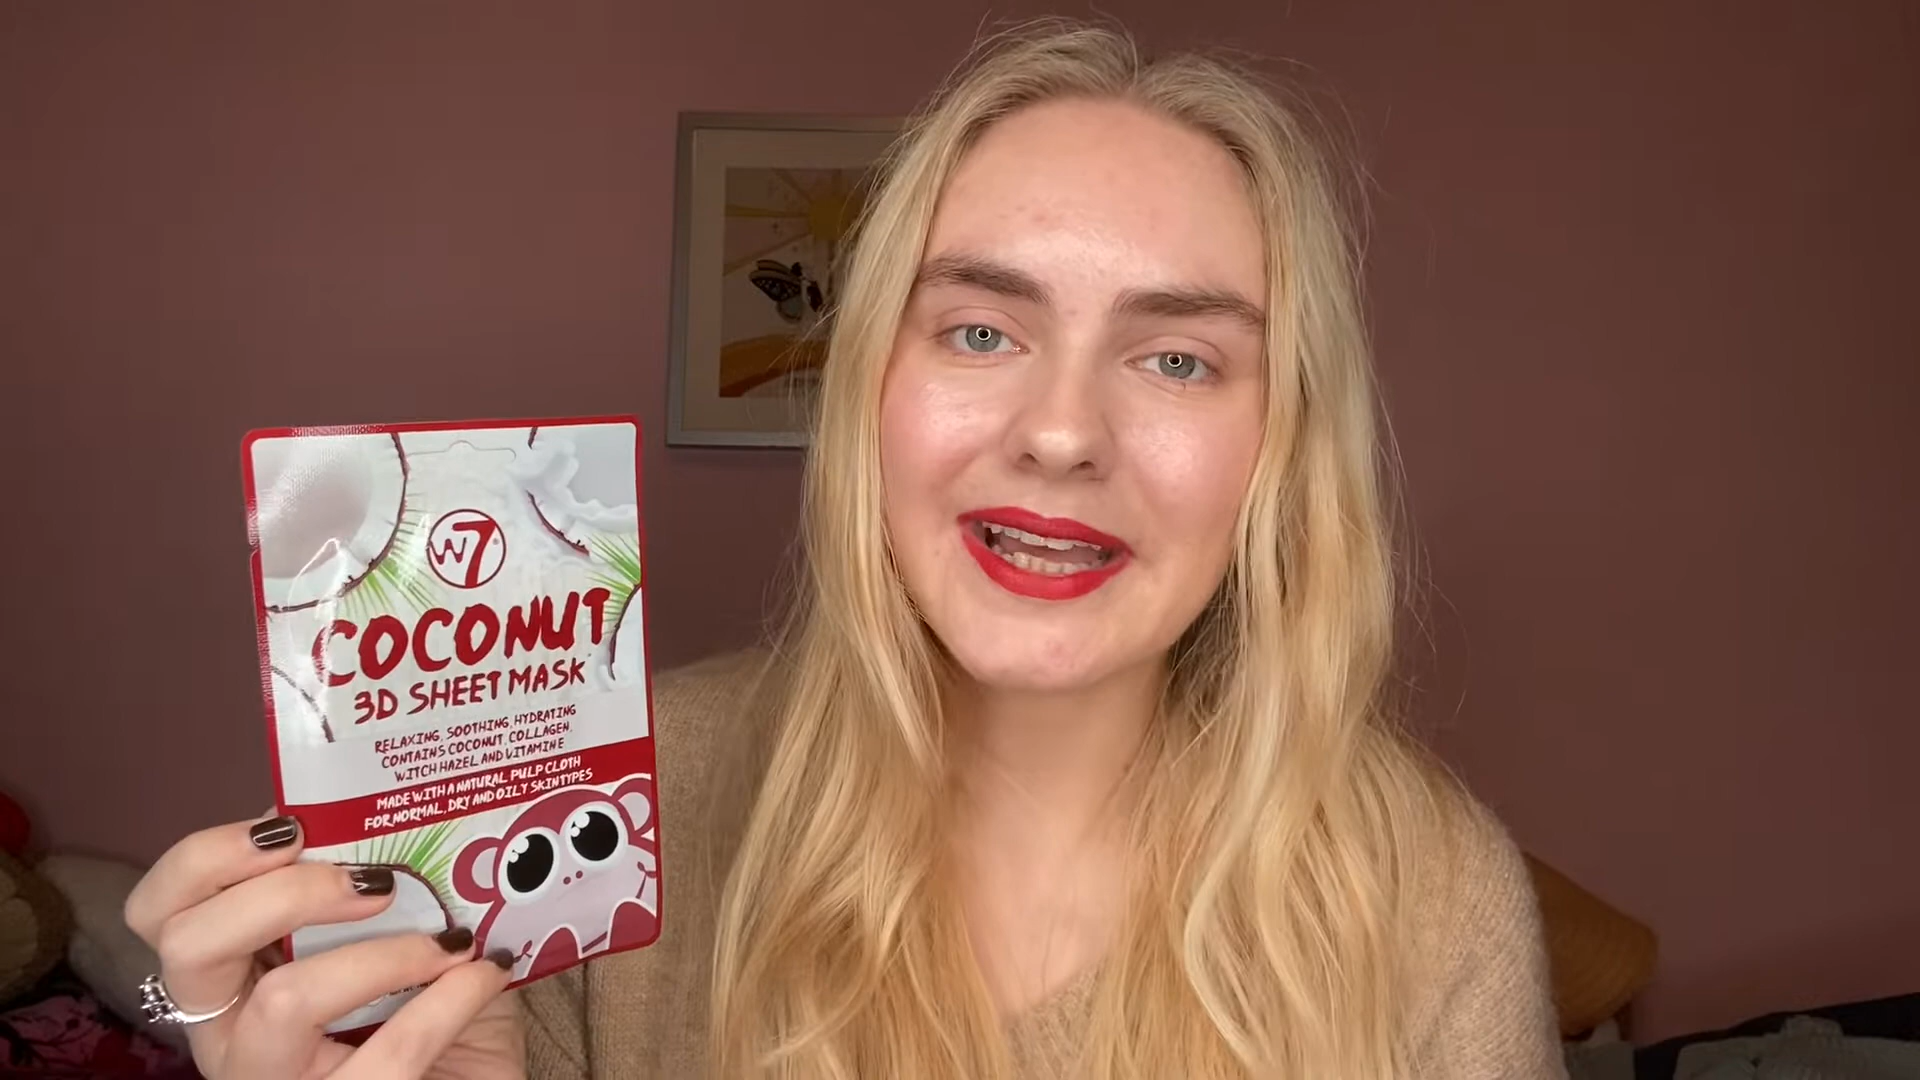 W7
COCONUT
3D SHEET MASK
RELAXING, SOOTHING, HYDRATING
CONTAINS COCONUT, COLLAGEN,
WITCH HAZEL AND VITAMIN E
MADE WITH A NATURAL PULP CLOTH
FOR NORMAL, DRY AND OILY SKIN TYPES